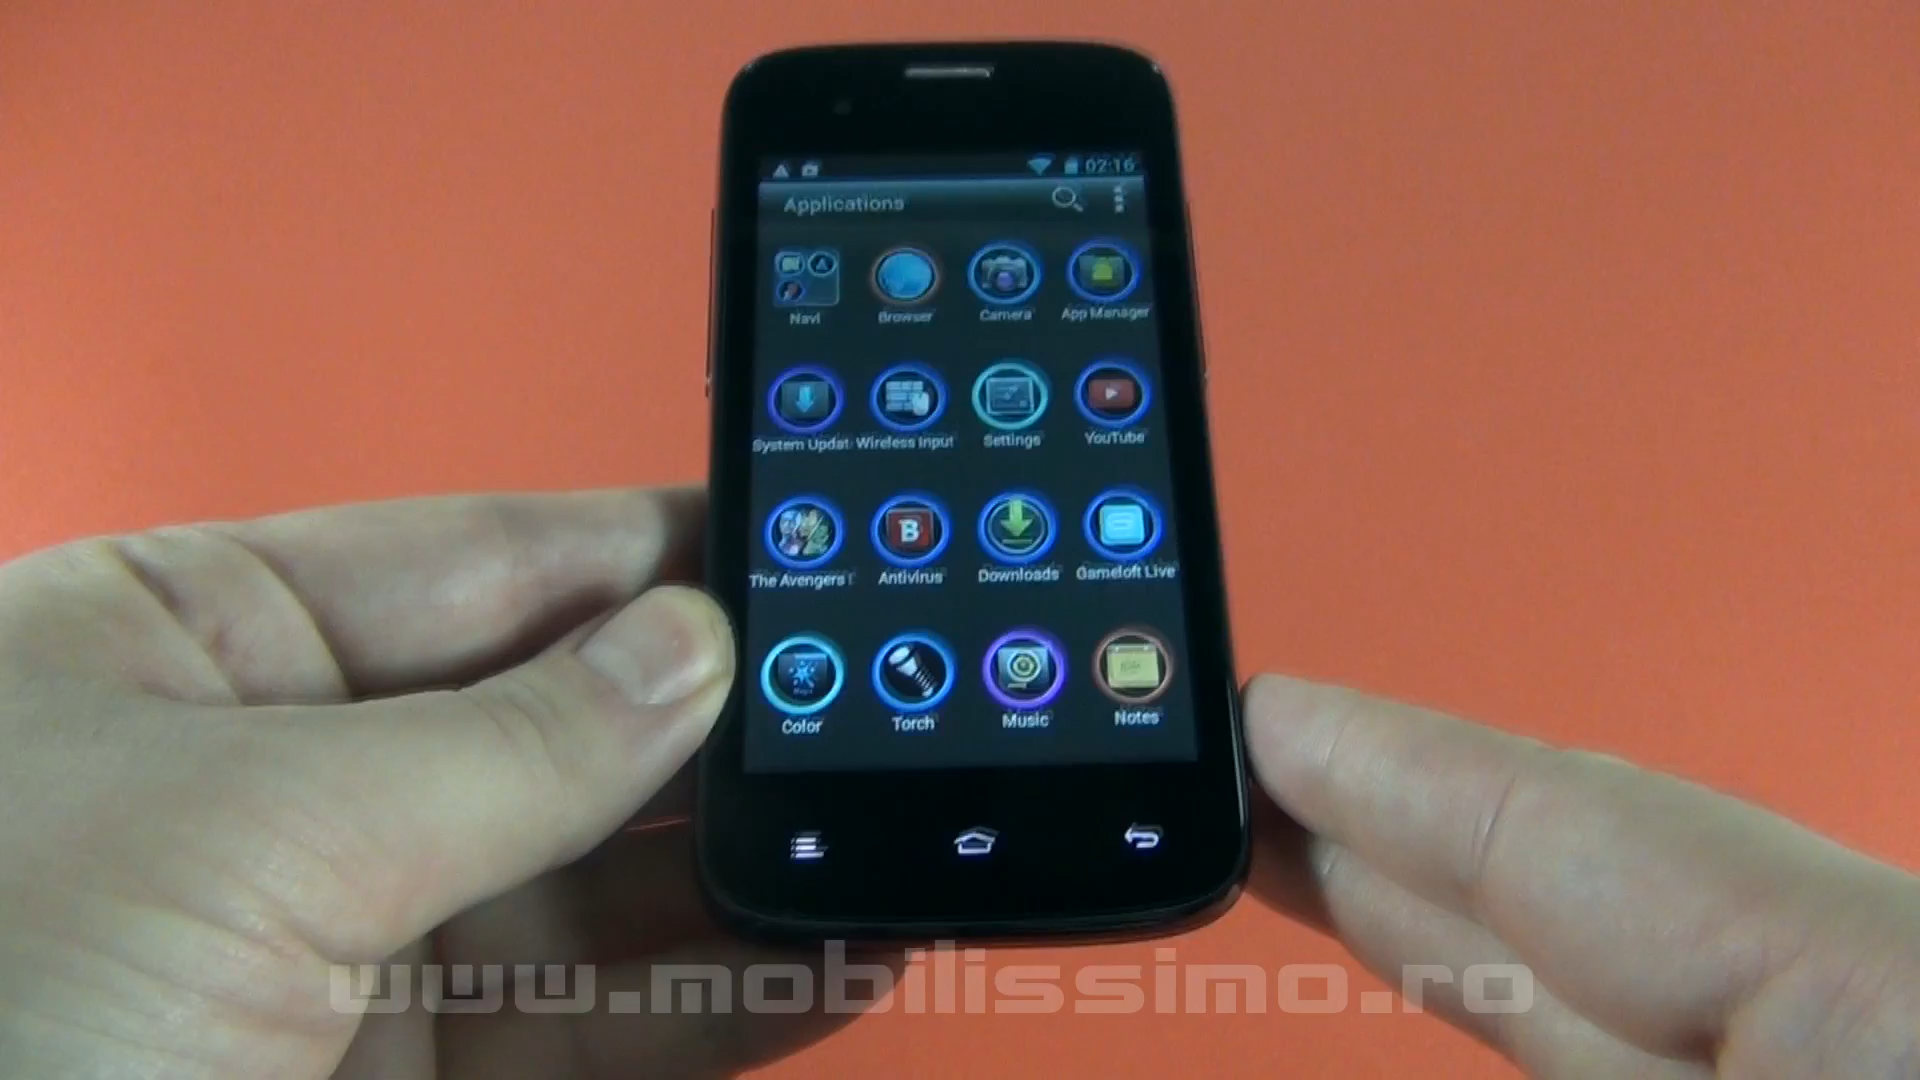 02:16
Applications
Navi Browser Camera App Manager
System Updat Wireless Input Settings YouTube
B
The Avengers Antivirus Downloads Gameloft Live
Color Torch Music Notes
www.mobilissimo.ro